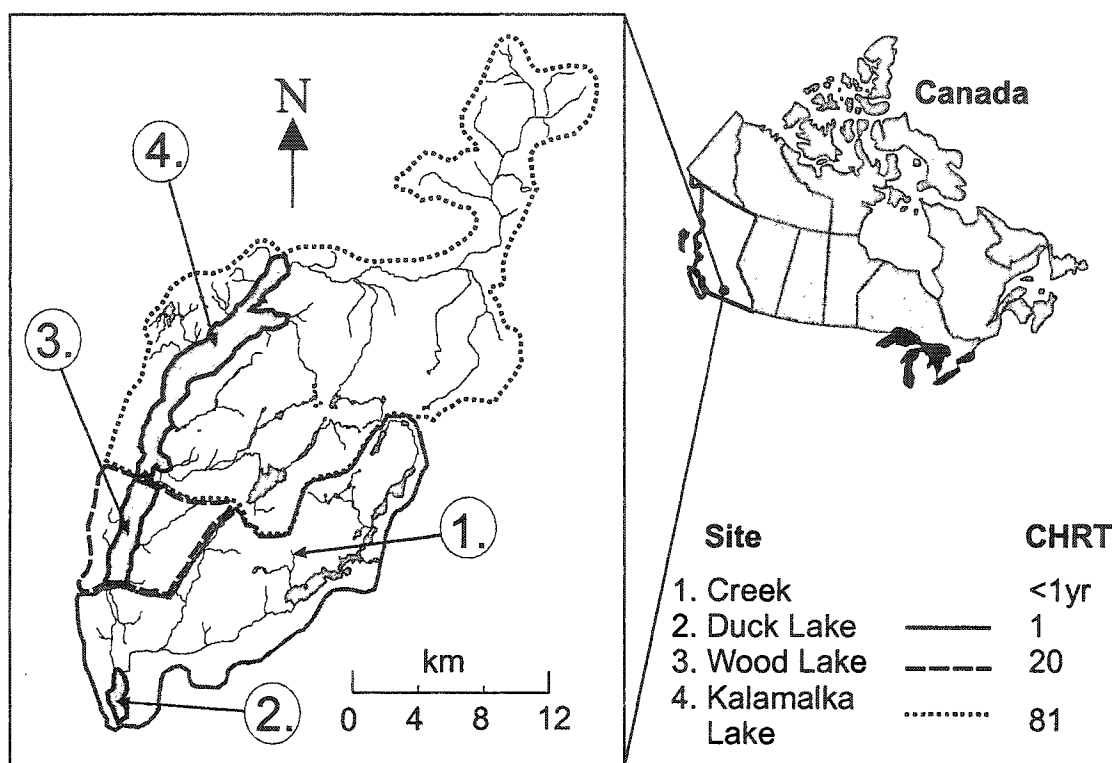 N
Canada
4.
3.
1.
2.
km
0 4 8 12
Site CHRT
1. Creek <1yr
2. Duck Lake 1
3. Wood Lake 20
4. Kalamalka
Lake 81